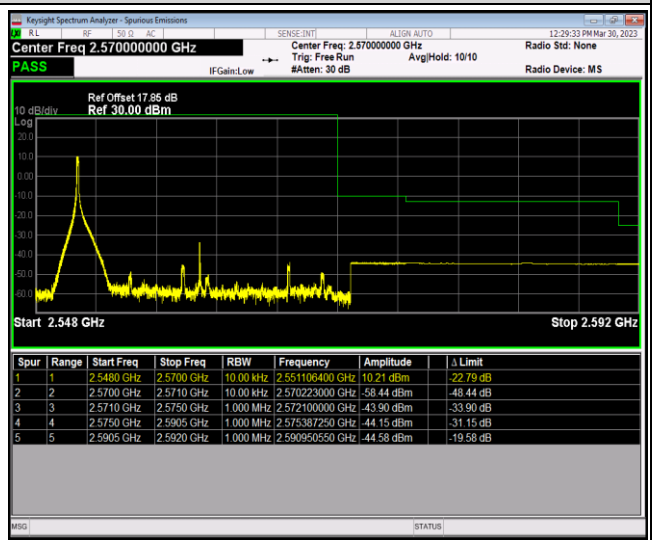 Keysight Spectrum Analyzer - Spurious Emissions
RL RF 50 Ω AC SENSE:INT ALIGN AUTO 12:29:33 PM Mar 30, 2023
Center Freq 2.570000000 GHz Center Freq: 2.570000000 GHz Radio Std: None
Trig: Free Run Avg|Hold: 10/10
PASS IFGain:Low #Atten: 30 dB Radio Device: MS
Ref Offset 17.85 dB
10 dB/div Ref 30.00 dBm
Log
20.0
10.0
0.00
-10.0
-20.0
-30.0
-40.0
-50.0
-60.0
Start 2.548 GHz Stop 2.592 GHz
Spur Range Start Freq Stop Freq RBW Frequency Amplitude Δ Limit
1 1 2.5480 GHz 2.5700 GHz 10.00 kHz 2.551106400 GHz 10.21 dBm -22.79 dB
2 2 2.5700 GHz 2.5710 GHz 10.00 kHz 2.570223000 GHz -58.44 dBm -48.44 dB
3 3 2.5710 GHz 2.5750 GHz 1.000 MHz 2.572100000 GHz -43.90 dBm -33.90 dB
4 4 2.5750 GHz 2.5905 GHz 1.000 MHz 2.575387250 GHz -44.15 dBm -31.15 dB
5 5 2.5905 GHz 2.5920 GHz 1.000 MHz 2.590950550 GHz -44.58 dBm -19.58 dB
MSG STATUS